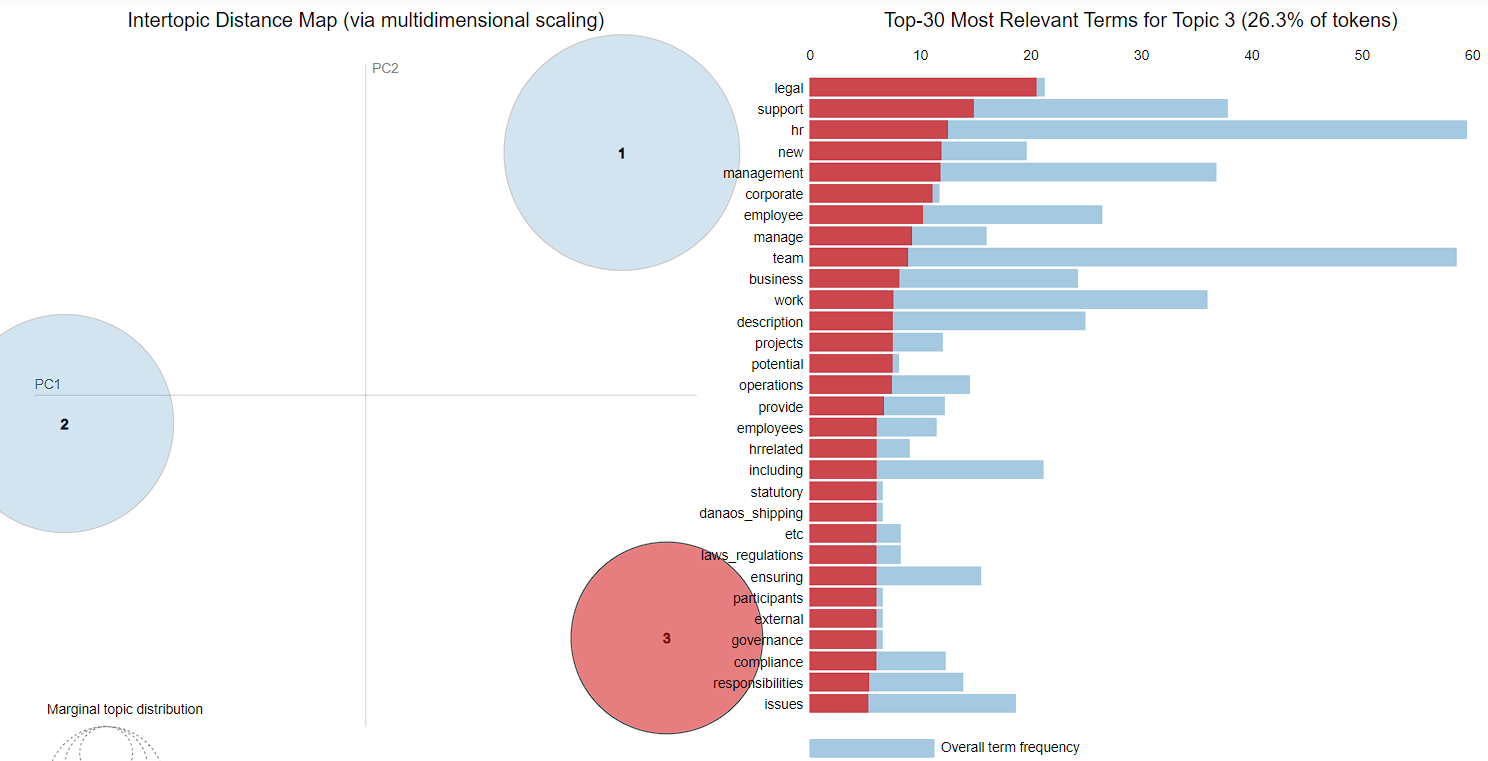 Intertopic Distance Map (via multidimensional scaling)
PC2
1
PC1
2
3
Marginal topic distribution
Top-30 Most Relevant Terms for Topic 3 (26.3% of tokens)
0 10 20 30 40 50 60
legal
support
hr
new
management
corporate
employee
manage
team
business
work
description
projects
potential
operations
provide
employees
hrrelated
including
statutory
danaos_shipping
etc
laws_regulations
ensuring
participants
external
governance
compliance
responsibilities
issues
Overall term frequency